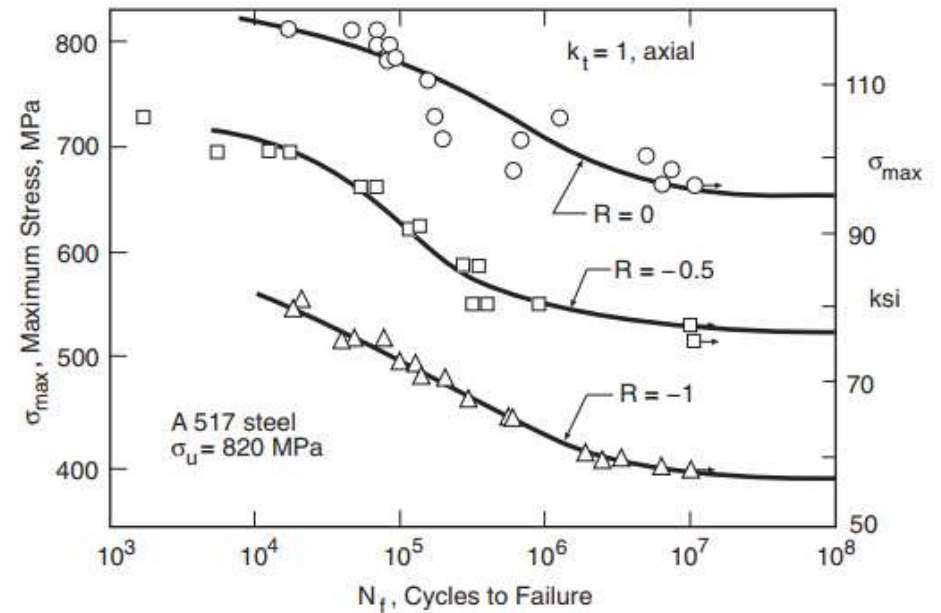 800
700
600
500
400
σmax, Maximum Stress, MPa
kt = 1, axial
110
σmax
90
ksi
70
50
R = 0
R = −0.5
R = −1
A 517 steel
σu = 820 MPa
10³
10⁴
10⁵
10⁶
10⁷
10⁸
Nf, Cycles to Failure